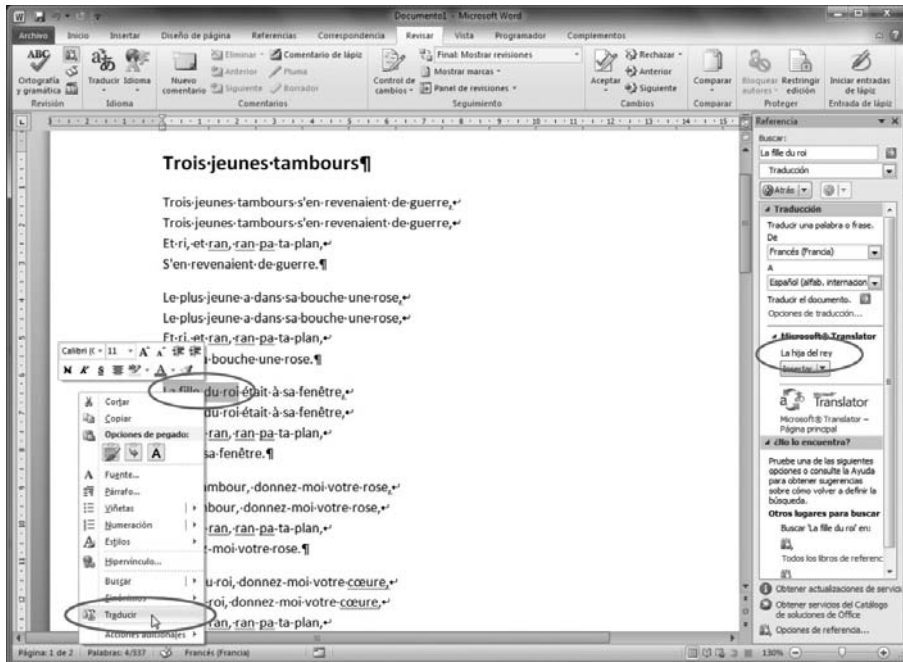 Documento1 - Microsoft Word
Archivo Inicio Insertar Diseño de página Referencias Correspondencia Revisar Vista Programador Complementos
ABC Ortografía y gramática
Traducir Idioma
Nuevo comentario
Eliminar
Anterior
Siguiente
Comentario de lápiz
Pluma
Borrador
Control de cambios
Final: Mostrar revisiones
Mostrar marcas
Panel de revisiones
Aceptar
Rechazar
Anterior
Siguiente
Comparar
Bloquear autores
Restringir edición
Iniciar entradas de lápiz
Revisión Idioma Comentarios Seguimiento Cambios Comparar Proteger Entrada de lápiz
Trois·jeunes·tambours¶
Trois·jeunes·tambours·s'en·revenaient·de·guerre,↵
Trois·jeunes·tambours·s'en·revenaient·de·guerre,↵
Et·ri,·et·ran,·ran·pa·ta-plan,↵
S'en·revenaient·de·guerre.¶
Le·plus·jeune·a·dans·sa·bouche·une·rose,↵
Le·plus·jeune·a·dans·sa·bouche·une·rose,↵
Et·ri,·et·ran,·ran-pa-ta-plan,↵
a·bouche·une·rose.¶
La·fille·du·roi·était·à·sa·fenêtre,↵
du·roi·était·à·sa·fenêtre,↵
ran,·ran-pa-ta-plan,↵
sa·fenêtre.¶
ambour,·donnez-moi·votre·rose,↵
bour,·donnez-moi·votre·rose,↵
ran,·ran-pa-ta-plan,↵
-moi·votre·rose.¶
u·roi,·donnez-moi·votre·cœure,↵
roi,·donnez-moi·votre·cœure,↵
ran,·ran-pa-ta-plan,↵
Calibri (C 11 A A
N K S A
Cortar
Copiar
Opciones de pegado:
A
Fuente...
Párrafo...
Viñetas
Numeración
Estilos
Hipervínculo...
Buscar
Sinónimos
Traducir
Acciones adicionales
Referencia
Buscar:
La fille du roi
Traducción
Atrás
Traducción
Traducir una palabra o frase.
De
Francés (Francia)
A
Español (alfab. internacion
Traducir el documento.
Opciones de traducción...
Microsoft® Translator
La hija del rey
Insertar
Translator
Microsoft® Translator –
Página principal
¿No lo encuentra?
Pruebe una de las siguientes
opciones o consulte la Ayuda
para obtener sugerencias
sobre cómo volver a definir la
búsqueda.
Otros lugares para buscar
Buscar 'La fille du roi' en:
Todos los libros de referenc
Obtener actualizaciones de servicio
Obtener servicios del Catálogo
de soluciones de Office
Opciones de referencia...
Página: 1 de 2 Palabras: 4/337 Francés (Francia) 130%